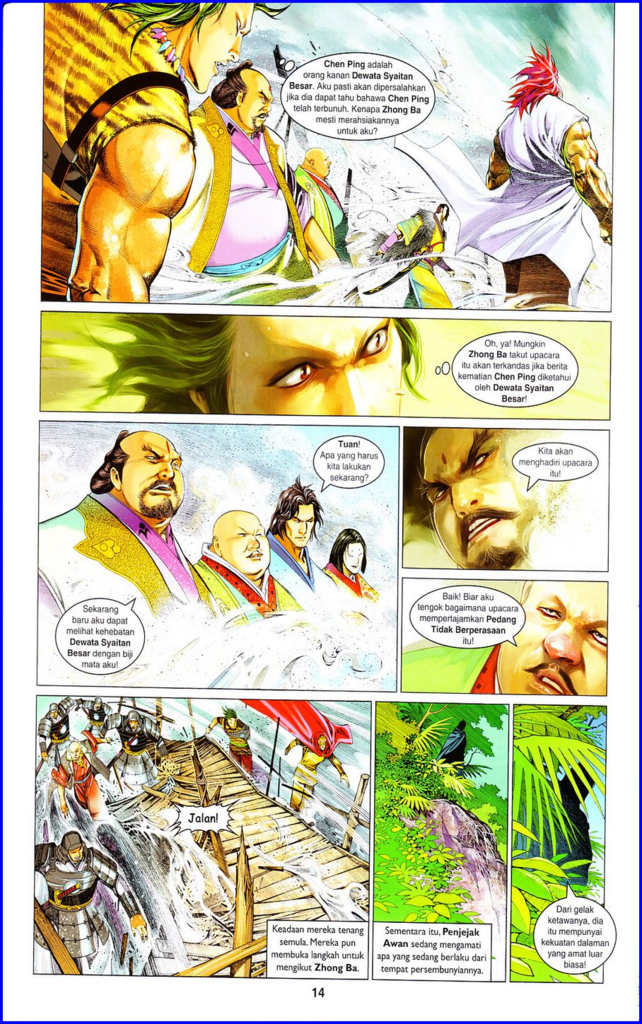 Chen Ping adalah
orang kanan Dewata Syaitan
Besar. Aku pasti akan dipersalahkan
jika dia dapat tahu bahawa Chen Ping
telah terbunuh. Kenapa Zhong Ba
mesti merahsiakannya
untuk aku?
Oh, ya! Mungkin
Zhong Ba takut upacara
itu akan terkandas jika berita
kematian Chen Ping diketahui
oleh Dewata Syaitan
Besar!
Tuan!
Apa yang harus
kita lakukan
sekarang?
Sekarang
baru aku dapat
melihat kehebatan
Dewata Syaitan
Besar dengan biji
mata aku!
Kita akan
menghadiri upacara
itu!
Baik! Biar aku
tengok bagaimana upacara
mempertajamkan Pedang
Tidak Berperasaan
itu!
Jalan!
Keadaan mereka tenang
semula. Mereka pun
membuka langkah untuk
mengikut Zhong Ba.
Sementara itu, Penjejak
Awan sedang mengamati
apa yang sedang berlaku dari
tempat persembunyiannya.
Dari gelak
ketawanya, dia
itu mempunyai
kekuatan dalaman
yang amat luar
biasa!
14